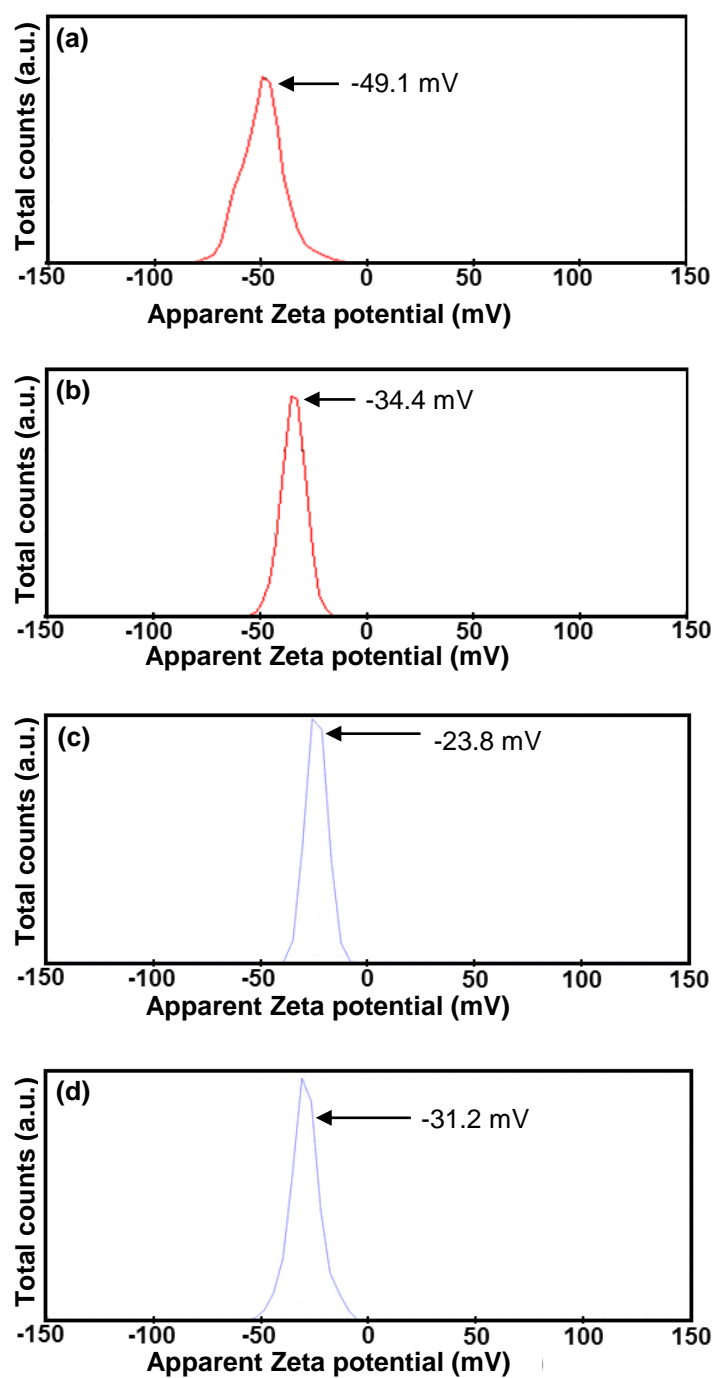 (a)
-49.1 mV
Total counts (a.u.)
-150 -100 -50 0 50 100 150
Apparent Zeta potential (mV)
(b)
-34.4 mV
Total counts (a.u.)
-150 -100 -50 0 50 100 150
Apparent Zeta potential (mV)
(c)
-23.8 mV
Total counts (a.u.)
-150 -100 -50 0 50 100 150
Apparent Zeta potential (mV)
(d)
-31.2 mV
Total counts (a.u.)
-150 -100 -50 0 50 100 150
Apparent Zeta potential (mV)